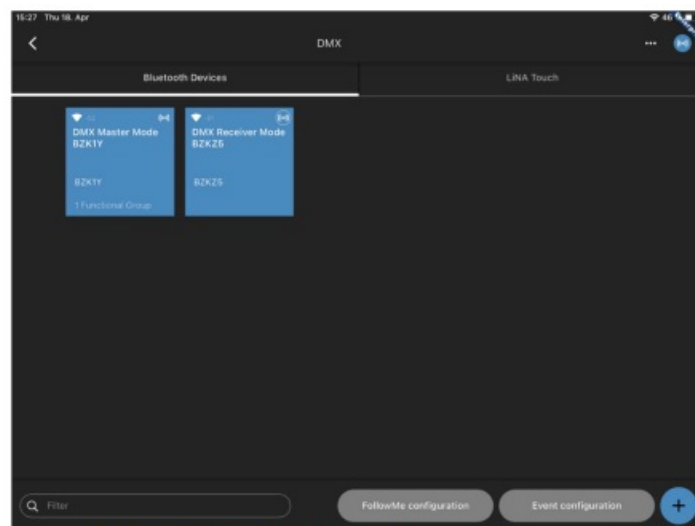 15:27 Thu 18. Apr
46
DMX
Bluetooth Devices
LiNA Touch
DMX Master Mode
BZK1Y
BZK1Y
1 Functional Group
DMX Receiver Mode
BZKZ5
BZKZ5
Filter
FollowMe configuration
Event configuration